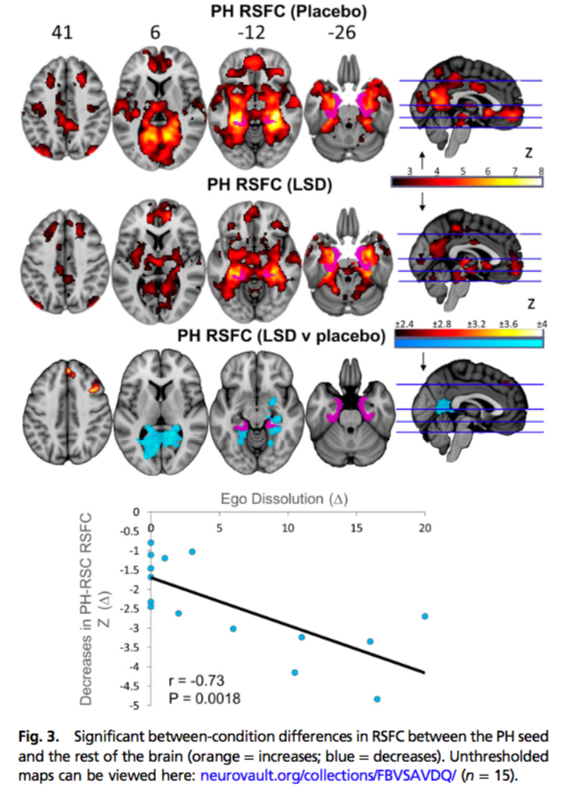 PH RSFC (Placebo)
41 6 -12 -26
Z
3 4 5 6 7 8
PH RSFC (LSD)
Z
±2.4 ±2.8 ±3.2 ±3.6 ±4
PH RSFC (LSD v placebo)
Ego Dissolution (Δ)
0 5 10 15 20
0
-0.5
-1
-1.5
-2
-2.5
-3
-3.5
-4
-4.5
-5
Decreases in PH-RSC RSFC
Z (Δ)
r = -0.73
P = 0.0018
Fig. 3. Significant between-condition differences in RSFC between the PH seed
and the rest of the brain (orange = increases; blue = decreases). Unthresholded
maps can be viewed here: neurovault.org/collections/FBVSAVDQ/ (n = 15).